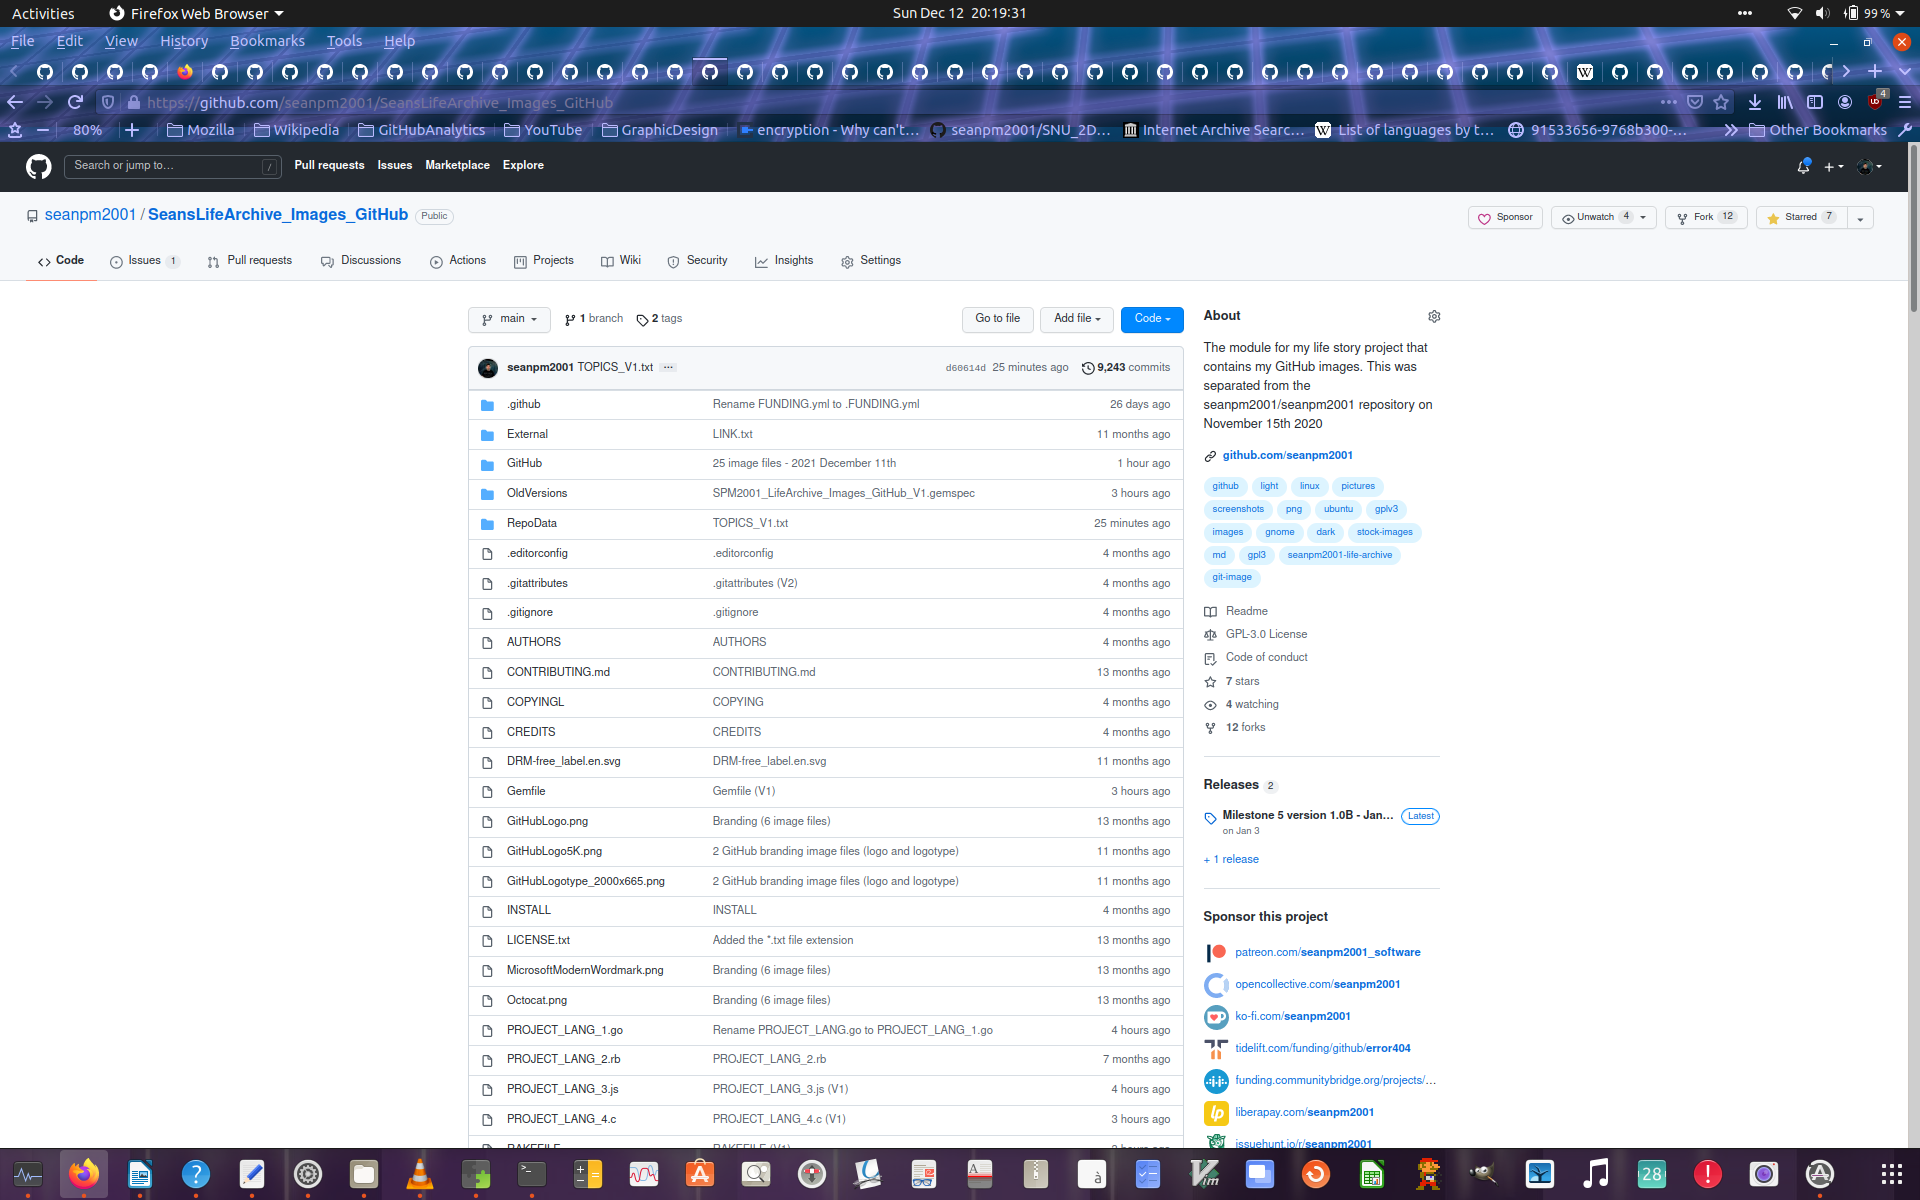 Activities Firefox Web Browser Sun Dec 12 20:19:31 99 %
File Edit View History Bookmarks Tools Help
https://github.com/seanpm2001/SeansLifeArchive_Images_GitHub 4
80% Mozilla Wikipedia GitHubAnalytics YouTube GraphicDesign encryption - Why can't... seanpm2001/SNU_2D... Internet Archive Searc... List of languages by t... 91533656-9768b300-... Other Bookmarks
Search or jump to... / Pull requests Issues Marketplace Explore
seanpm2001 / SeansLifeArchive_Images_GitHub Public Sponsor Unwatch 4 Fork 12 Starred 7
Code Issues 1 Pull requests Discussions Actions Projects Wiki Security Insights Settings
main 1 branch 2 tags Go to file Add file Code
seanpm2001 TOPICS_V1.txt ... d60614d 25 minutes ago 9,243 commits
.github Rename FUNDING.yml to .FUNDING.yml 26 days ago
External LINK.txt 11 months ago
GitHub 25 image files - 2021 December 11th 1 hour ago
OldVersions SPM2001_LifeArchive_Images_GitHub_V1.gemspec 3 hours ago
RepoData TOPICS_V1.txt 25 minutes ago
.editorconfig .editorconfig 4 months ago
.gitattributes .gitattributes (V2) 4 months ago
.gitignore .gitignore 4 months ago
AUTHORS AUTHORS 4 months ago
CONTRIBUTING.md CONTRIBUTING.md 13 months ago
COPYINGL COPYING 4 months ago
CREDITS CREDITS 4 months ago
DRM-free_label.en.svg DRM-free_label.en.svg 11 months ago
Gemfile Gemfile (V1) 3 hours ago
GitHubLogo.png Branding (6 image files) 13 months ago
GitHubLogo5K.png 2 GitHub branding image files (logo and logotype) 11 months ago
GitHubLogotype_2000x665.png 2 GitHub branding image files (logo and logotype) 11 months ago
INSTALL INSTALL 4 months ago
LICENSE.txt Added the *.txt file extension 13 months ago
MicrosoftModernWordmark.png Branding (6 image files) 13 months ago
Octocat.png Branding (6 image files) 13 months ago
PROJECT_LANG_1.go Rename PROJECT_LANG.go to PROJECT_LANG_1.go 4 hours ago
PROJECT_LANG_2.rb PROJECT_LANG_2.rb 7 months ago
PROJECT_LANG_3.js PROJECT_LANG_3.js (V1) 4 hours ago
PROJECT_LANG_4.c PROJECT_LANG_4.c (V1) 3 hours ago
About
The module for my life story project that
contains my GitHub images. This was
separated from the
seanpm2001/seanpm2001 repository on
November 15th 2020
github.com/seanpm2001
github light linux pictures
screenshots png ubuntu gplv3
images gnome dark stock-images
md gpl3 seanpm2001-life-archive
git-image
Readme
GPL-3.0 License
Code of conduct
7 stars
4 watching
12 forks
Releases 2
Milestone 5 version 1.0B - Jan... Latest
on Jan 3
+ 1 release
Sponsor this project
patreon.com/seanpm2001_software
opencollective.com/seanpm2001
ko-fi.com/seanpm2001
tidelift.com/funding/github/error404
funding.communitybridge.org/projects/...
liberapay.com/seanpm2001
issuehunt.io/r/seanpm2001
28